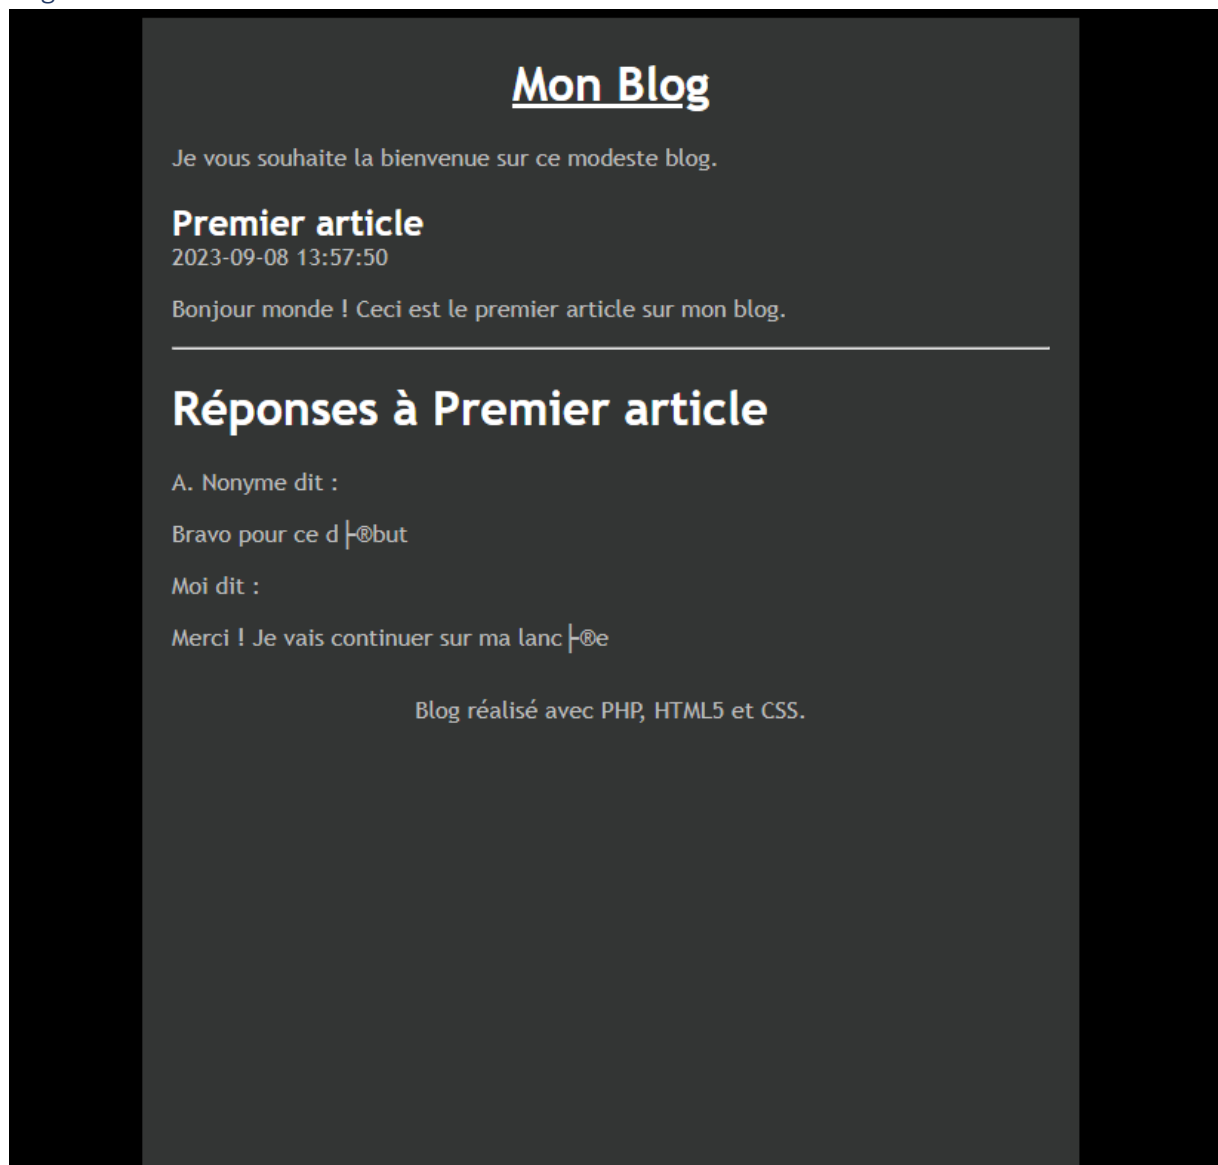 Mon Blog
Je vous souhaite la bienvenue sur ce modeste blog.
Premier article
2023-09-08 13:57:50
Bonjour monde ! Ceci est le premier article sur mon blog.
Réponses à Premier article
A. Nonyme dit :
Bravo pour ce d├®but
Moi dit :
Merci ! Je vais continuer sur ma lanc├®e
Blog réalisé avec PHP, HTML5 et CSS.